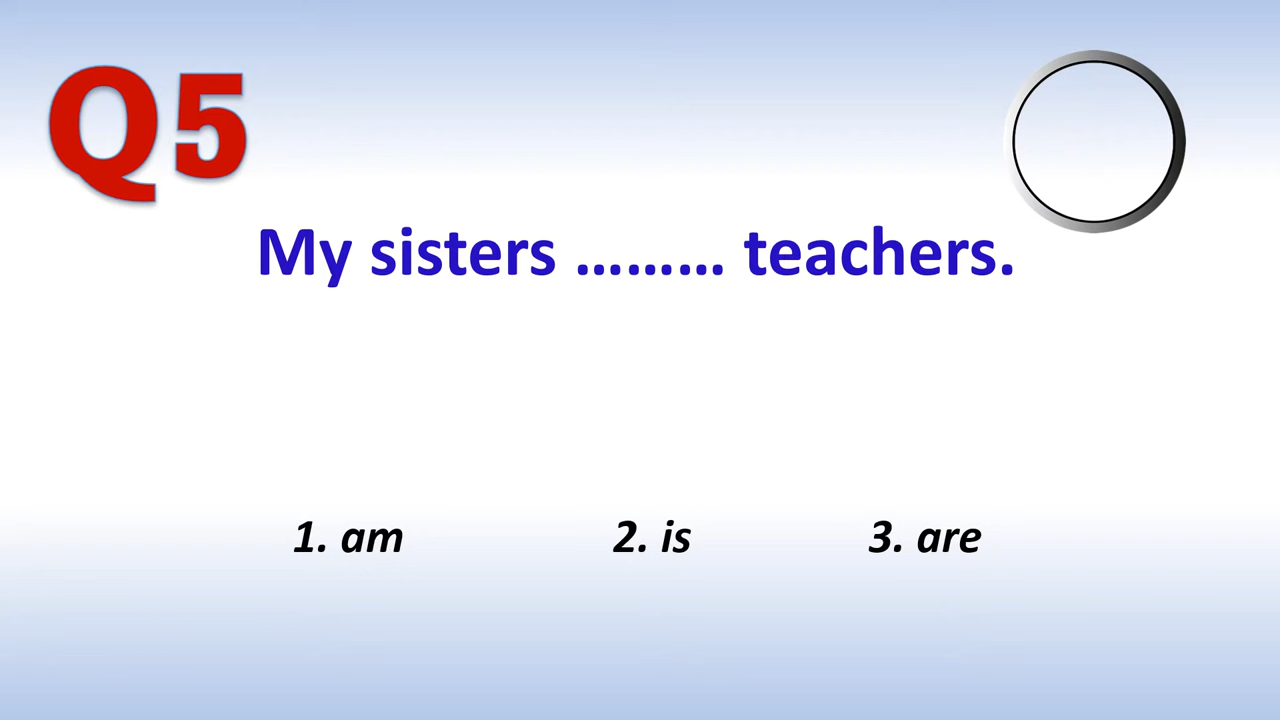 Q5
My sisters ......... teachers.
1. am 2. is 3. are